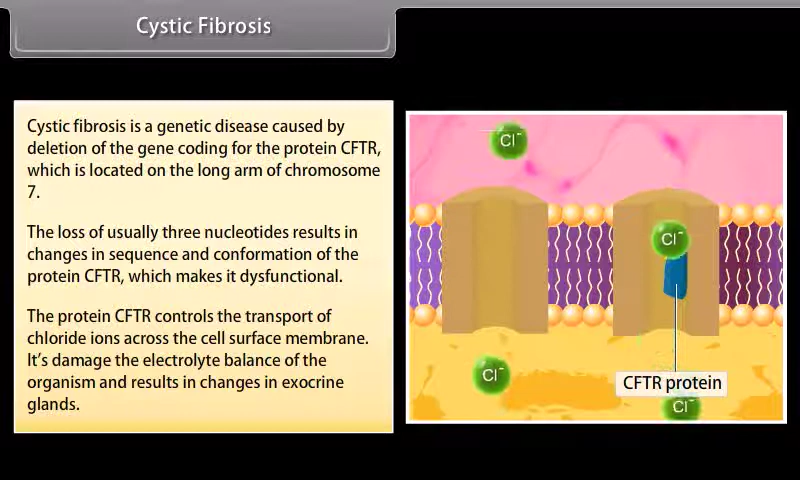 Cystic Fibrosis
Cystic fibrosis is a genetic disease caused by
deletion of the gene coding for the protein CFTR,
which is located on the long arm of chromosome
7.
The loss of usually three nucleotides results in
changes in sequence and conformation of the
protein CFTR, which makes it dysfunctional.
The protein CFTR controls the transport of
chloride ions across the cell surface membrane.
It's damage the electrolyte balance of the
organism and results in changes in exocrine
glands.
Cl⁻
Cl⁻
Cl⁻
CFTR protein
Cl⁻